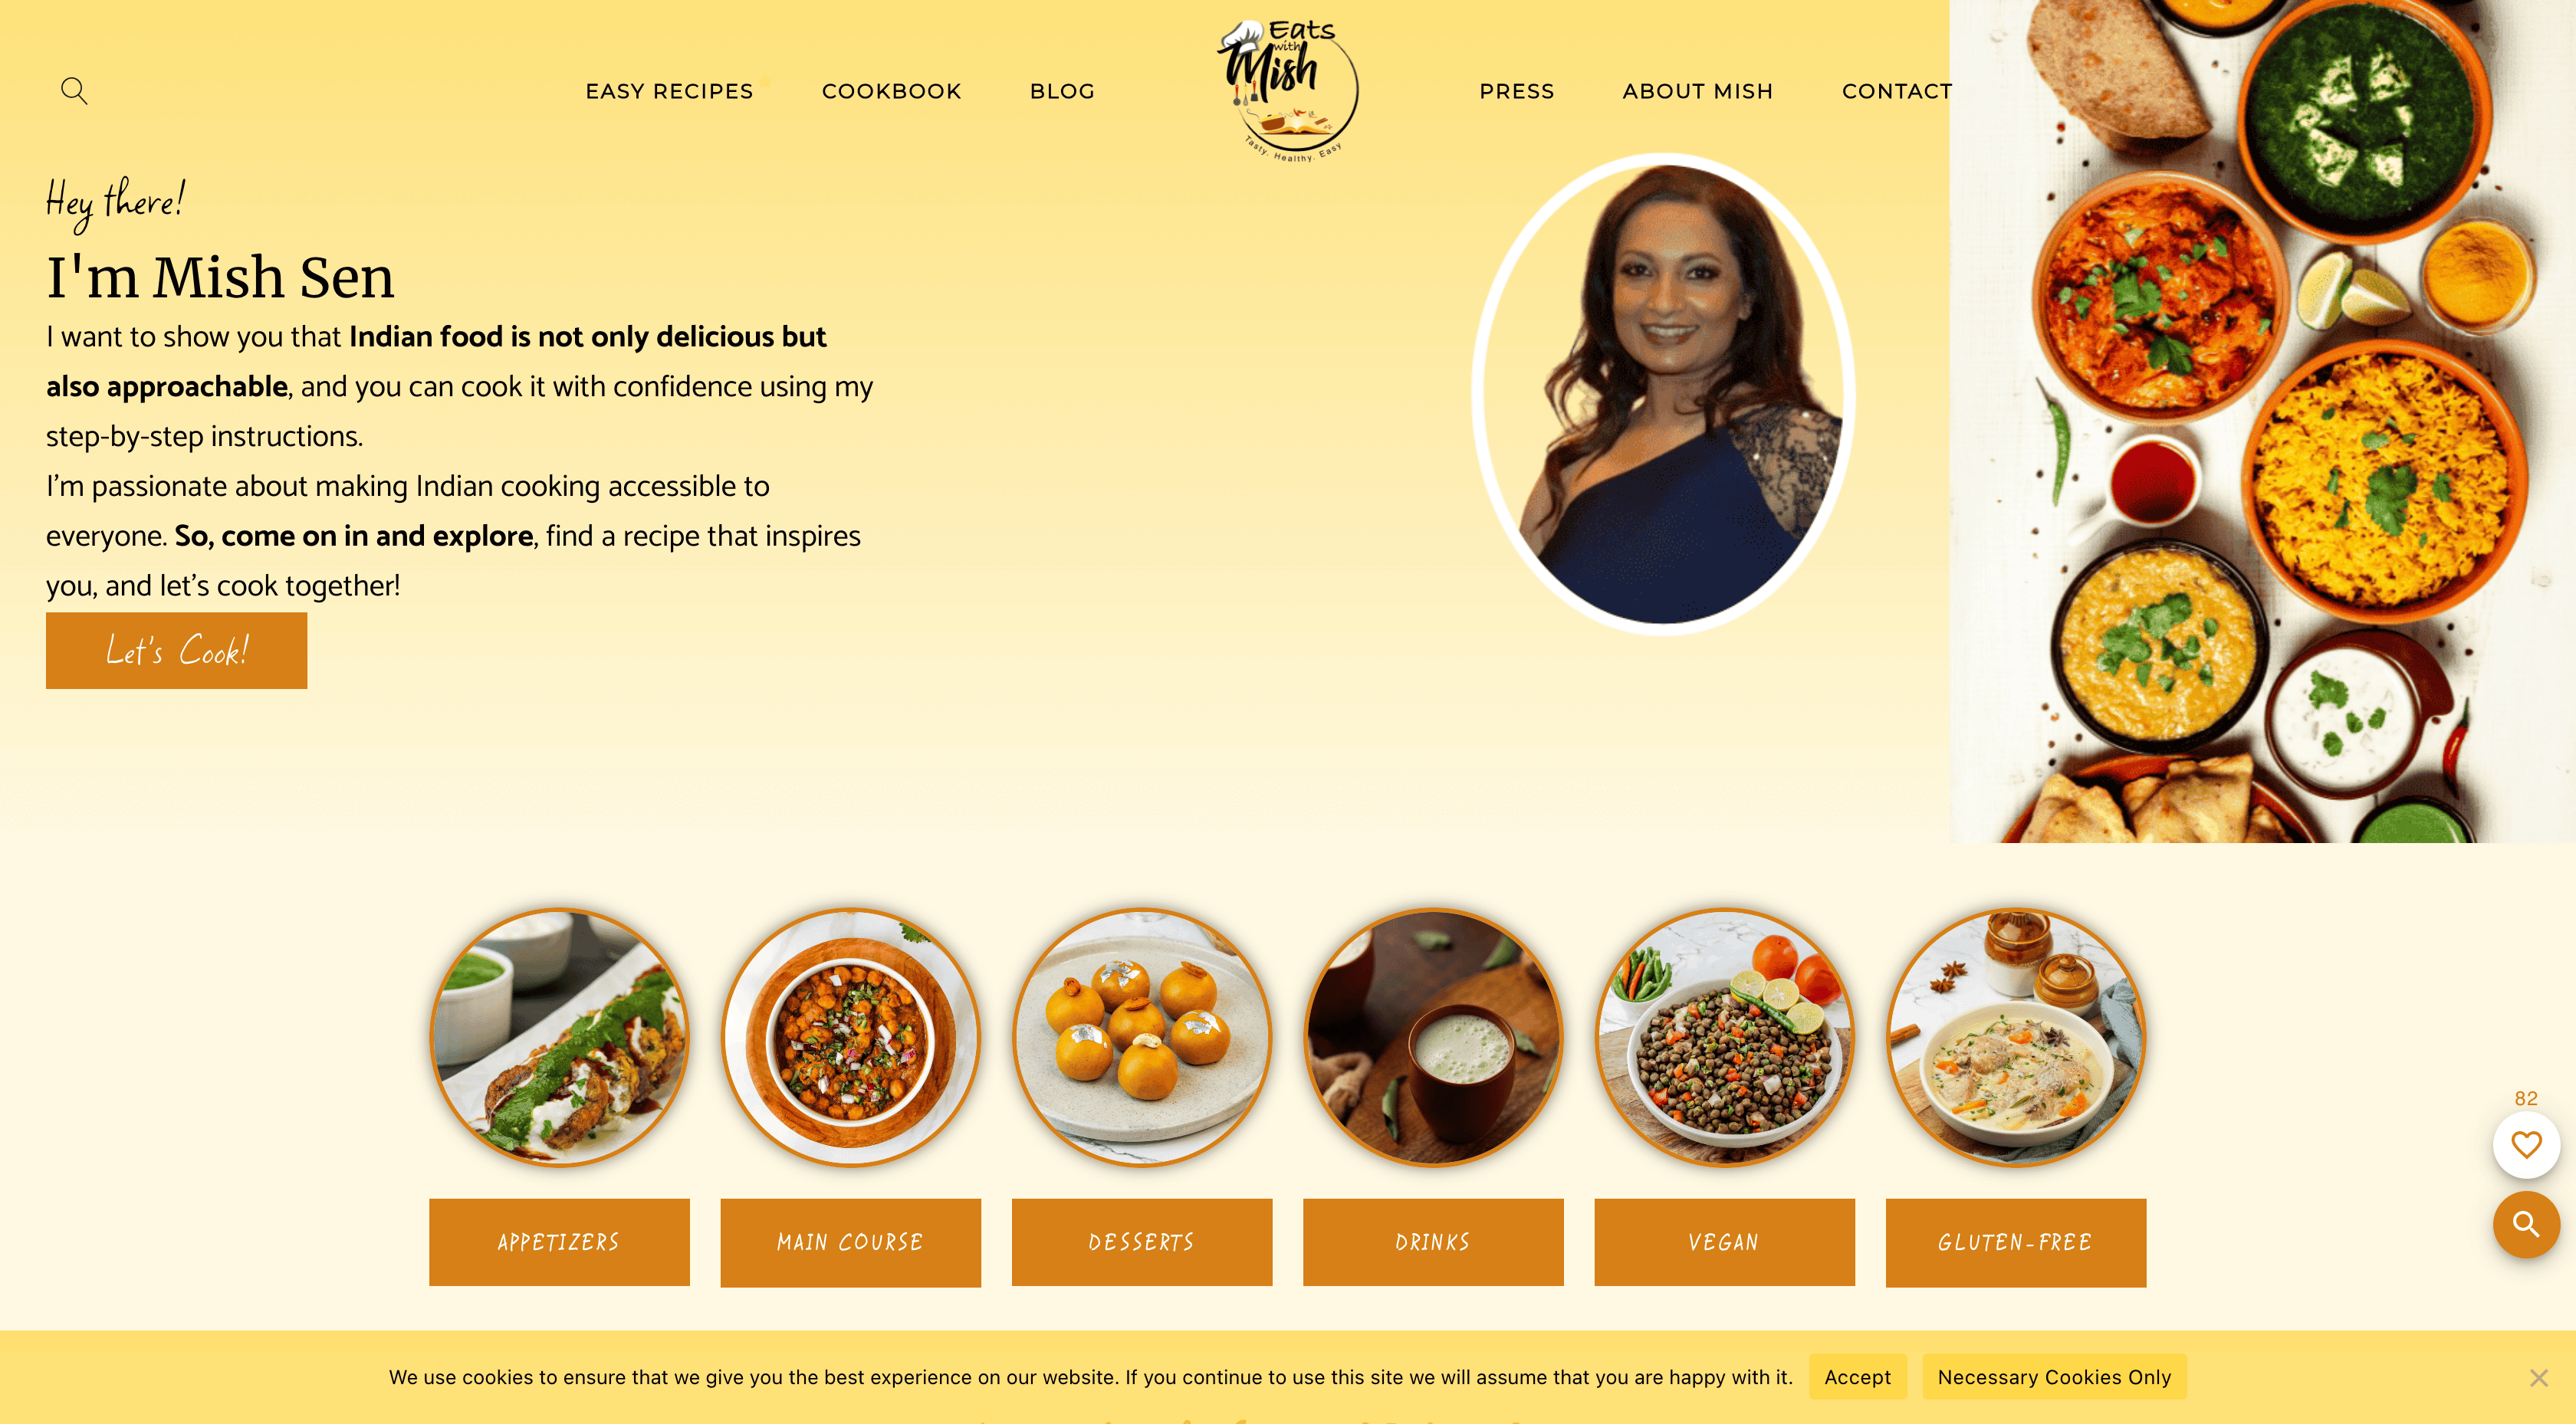 EASY RECIPES
COOKBOOK
BLOG
Eats
with
Mish
Tasty. Healthy. Easy
PRESS
ABOUT MISH
CONTACT
Hey there!
I'm Mish Sen
I want to show you that Indian food is not only delicious but
also approachable, and you can cook it with confidence using my
step-by-step instructions.
I’m passionate about making Indian cooking accessible to
everyone. So, come on in and explore, find a recipe that inspires
you, and let’s cook together!
Let's Cook!
APPETIZERS
MAIN COURSE
DESSERTS
DRINKS
VEGAN
GLUTEN-FREE
82
We use cookies to ensure that we give you the best experience on our website. If you continue to use this site we will assume that you are happy with it.
Accept
Necessary Cookies Only